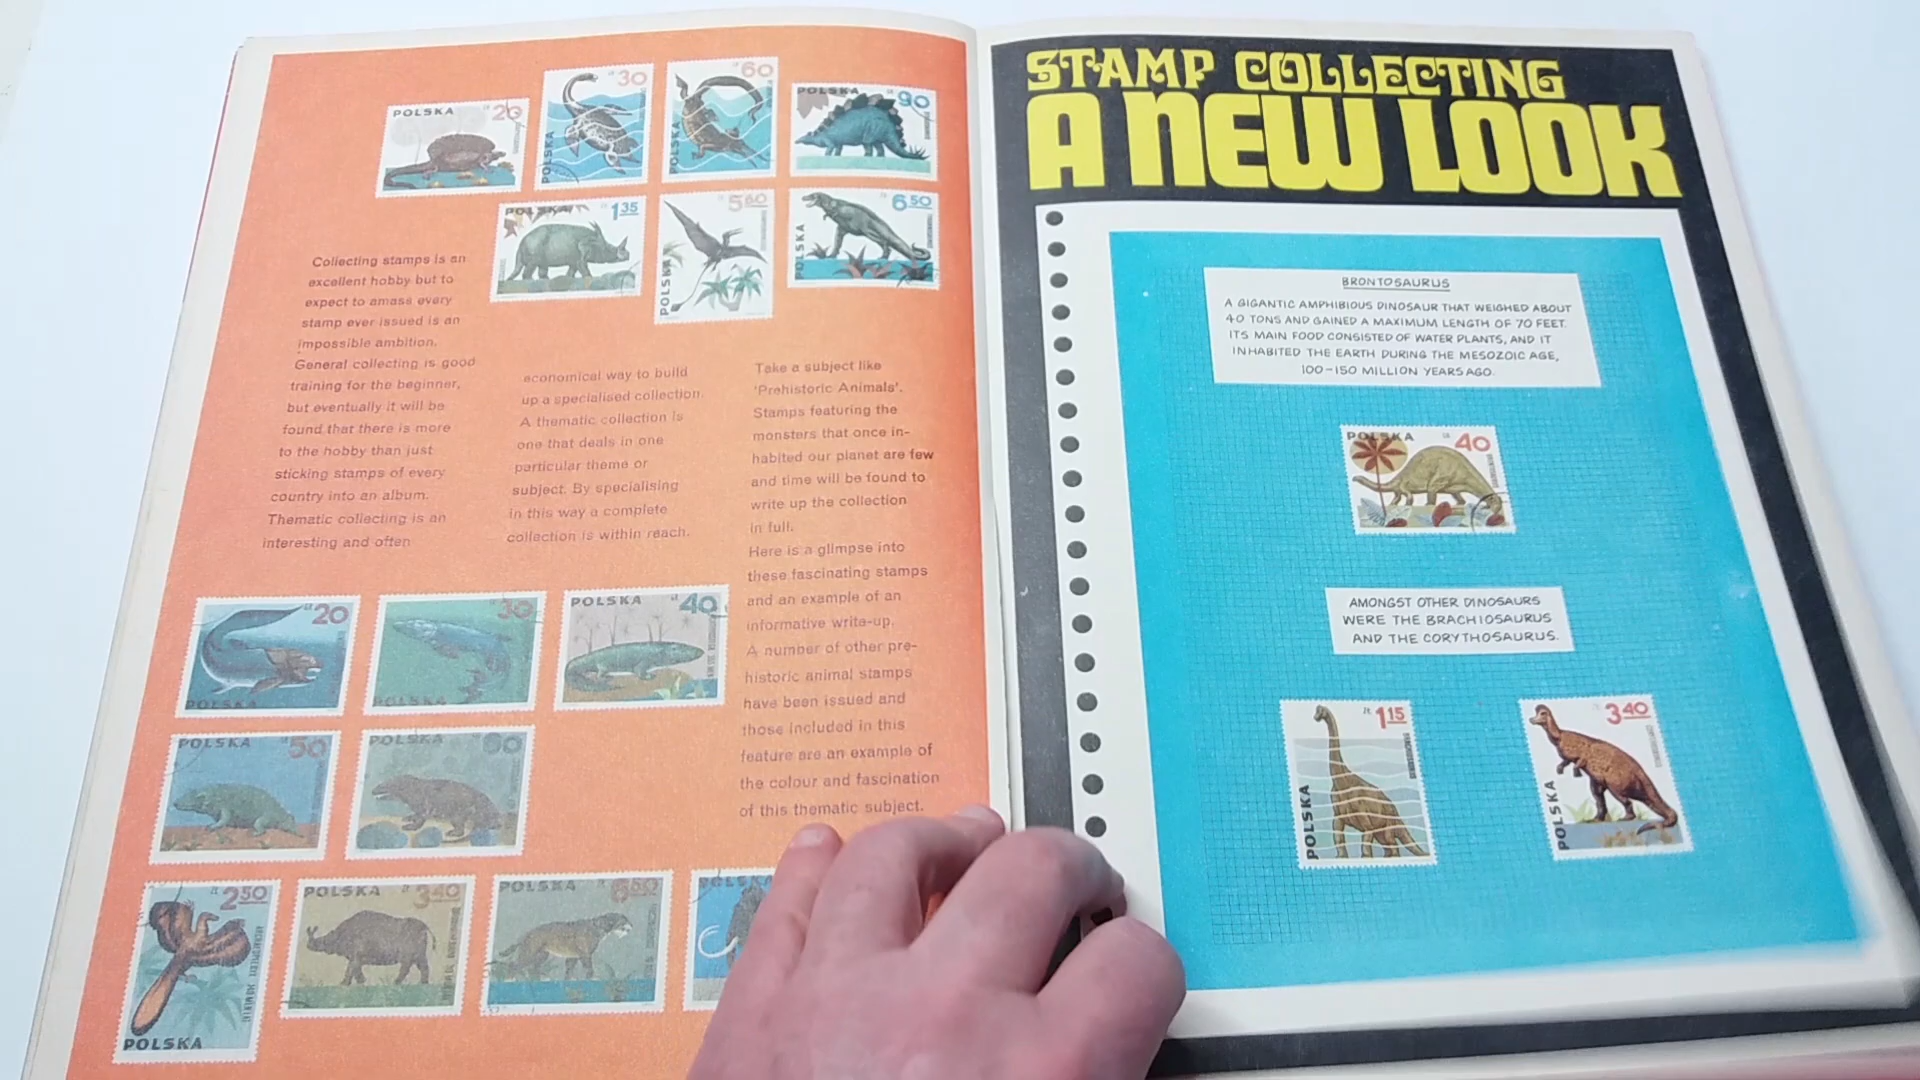 POLSKA 20
30
POLSKA
60
POLSKA
POLSKA 90
POLSKA 1.35
5.60
POLSKA
6.50
POLSKA
Collecting stamps is an
excellent hobby but to
expect to amass every
stamp ever issued is an
impossible ambition.
General collecting is good
training for the beginner,
but eventually it will be
found that there is more
to the hobby than just
sticking stamps of every
country into an album.
Thematic collecting is an
interesting and often
economical way to build
up a specialised collection.
A thematic collection is
one that deals in one
particular theme or
subject. By specialising
in this way a complete
collection is within reach.
Take a subject like
'Prehistoric Animals'.
Stamps featuring the
monsters that once in-
habited our planet are few
and time will be found to
write up the collection
in full.
Here is a glimpse into
these fascinating stamps
and an example of an
informative write-up.
A number of other pre-
historic animal stamps
have been issued and
those included in this
feature are an example of
the colour and fascination
of this thematic subject.
20
POLSKA
30
POLSKA
POLSKA 40
POLSKA 50
POLSKA 60
2.50
POLSKA
POLSKA 3.40
POLSKA 6.50
POLSKA
STAMP COLLECTING
A NEW LOOK
BRONTOSAURUS
A GIGANTIC AMPHIBIOUS DINOSAUR THAT WEIGHED ABOUT
40 TONS AND GAINED A MAXIMUM LENGTH OF 70 FEET.
ITS MAIN FOOD CONSISTED OF WATER PLANTS, AND IT
INHABITED THE EARTH DURING THE MESOZOIC AGE,
100-150 MILLION YEARS AGO.
POLSKA 40
AMONGST OTHER DINOSAURS
WERE THE BRACHIOSAURUS
AND THE CORYTHOSAURUS.
1.15
POLSKA
3.40
POLSKA